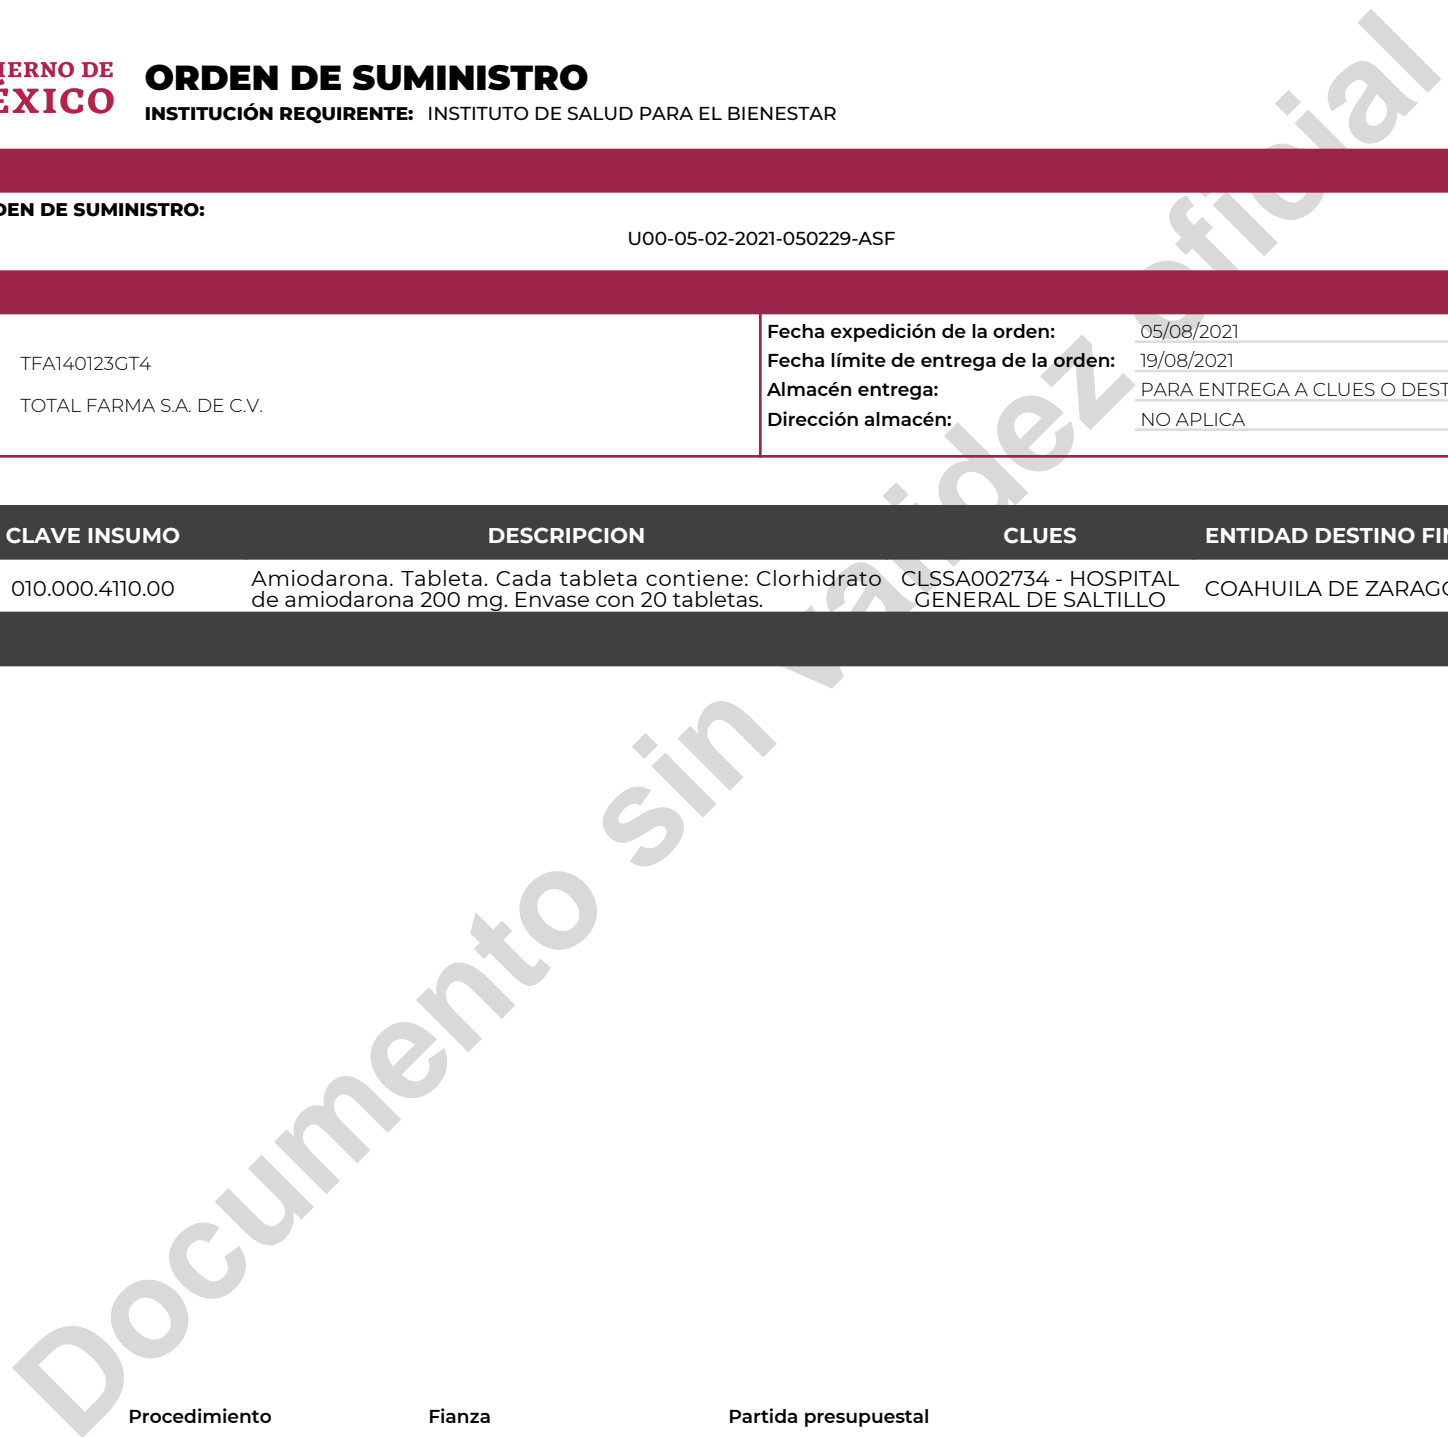 IERNO DE
ÉXICO
ORDEN DE SUMINISTRO
INSTITUCIÓN REQUIRENTE: INSTITUTO DE SALUD PARA EL BIENESTAR
DEN DE SUMINISTRO:
U00-05-02-2021-050229-ASF
TFA140123GT4
TOTAL FARMA S.A. DE C.V.
Fecha expedición de la orden: 05/08/2021
Fecha límite de entrega de la orden: 19/08/2021
Almacén entrega: PARA ENTREGA A CLUES O DEST
Dirección almacén: NO APLICA
CLAVE INSUMO DESCRIPCION CLUES ENTIDAD DESTINO FIN
010.000.4110.00
Amiodarona. Tableta. Cada tableta contiene: Clorhidrato
de amiodarona 200 mg. Envase con 20 tabletas.
CLSSA002734 - HOSPITAL
GENERAL DE SALTILLO
COAHUILA DE ZARAGO
Documento sin validez oficial
Procedimiento Fianza Partida presupuestal